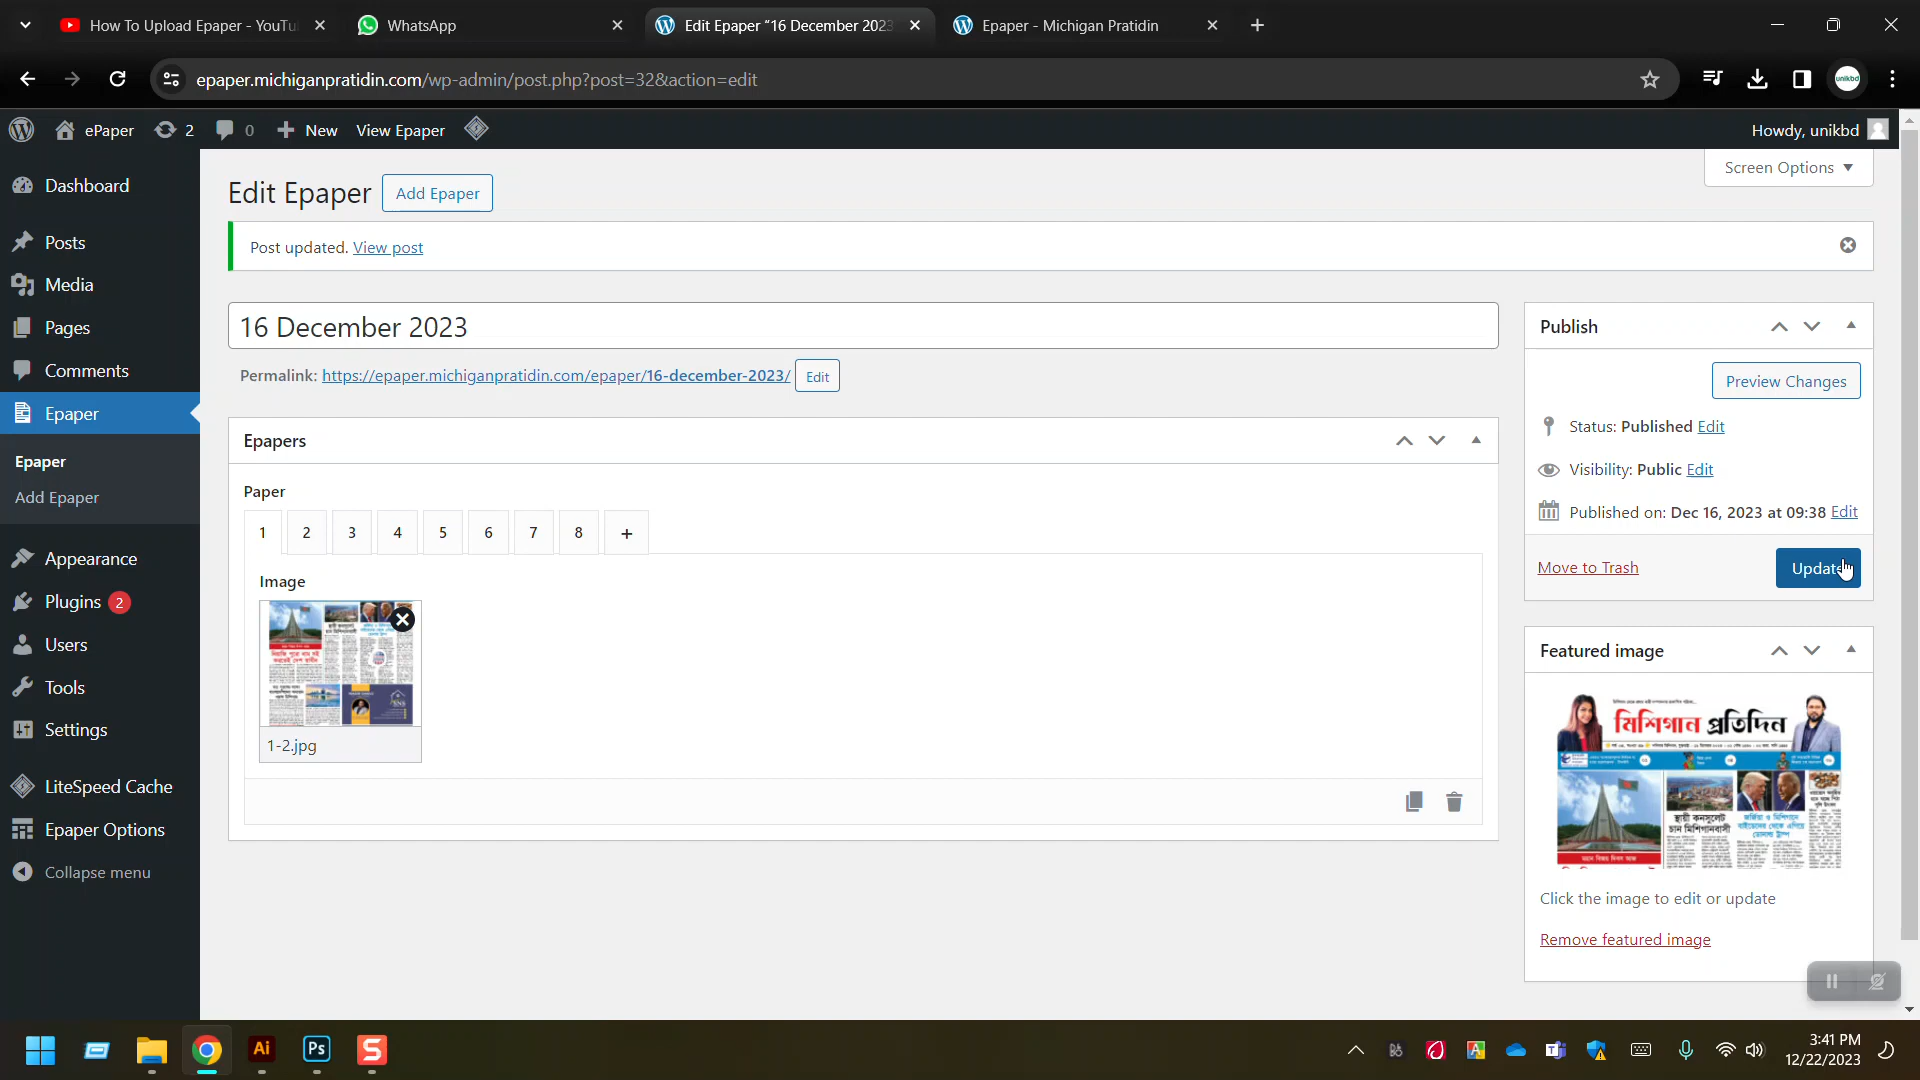 How To Upload Epaper - YouTu
WhatsApp
Edit Epaper "16 December 2023
Epaper - Michigan Pratidin
epaper.michiganpratidin.com/wp-admin/post.php?post=32&action=edit
unikbd
ePaper
2
0
New
View Epaper
Howdy, unikbd
Screen Options
Dashboard
Posts
Media
Pages
Comments
Epaper
Epaper
Add Epaper
Appearance
Plugins 2
Users
Tools
Settings
LiteSpeed Cache
Epaper Options
Collapse menu
Edit Epaper
Add Epaper
Post updated. View post
16 December 2023
Permalink: https://epaper.michiganpratidin.com/epaper/16-december-2023/ Edit
Epapers
Paper
1 2 3 4 5 6 7 8 +
Image
1-2.jpg
Publish
Preview Changes
Status: Published Edit
Visibility: Public Edit
Published on: Dec 16, 2023 at 09:38 Edit
Move to Trash
Update
Featured image
মিশিগান প্রতিদিন
স্থায়ী কনসুলেট
চান মিশিগানবাসী
Click the image to edit or update
Remove featured image
Ai
Ps
S
3:41 PM
12/22/2023